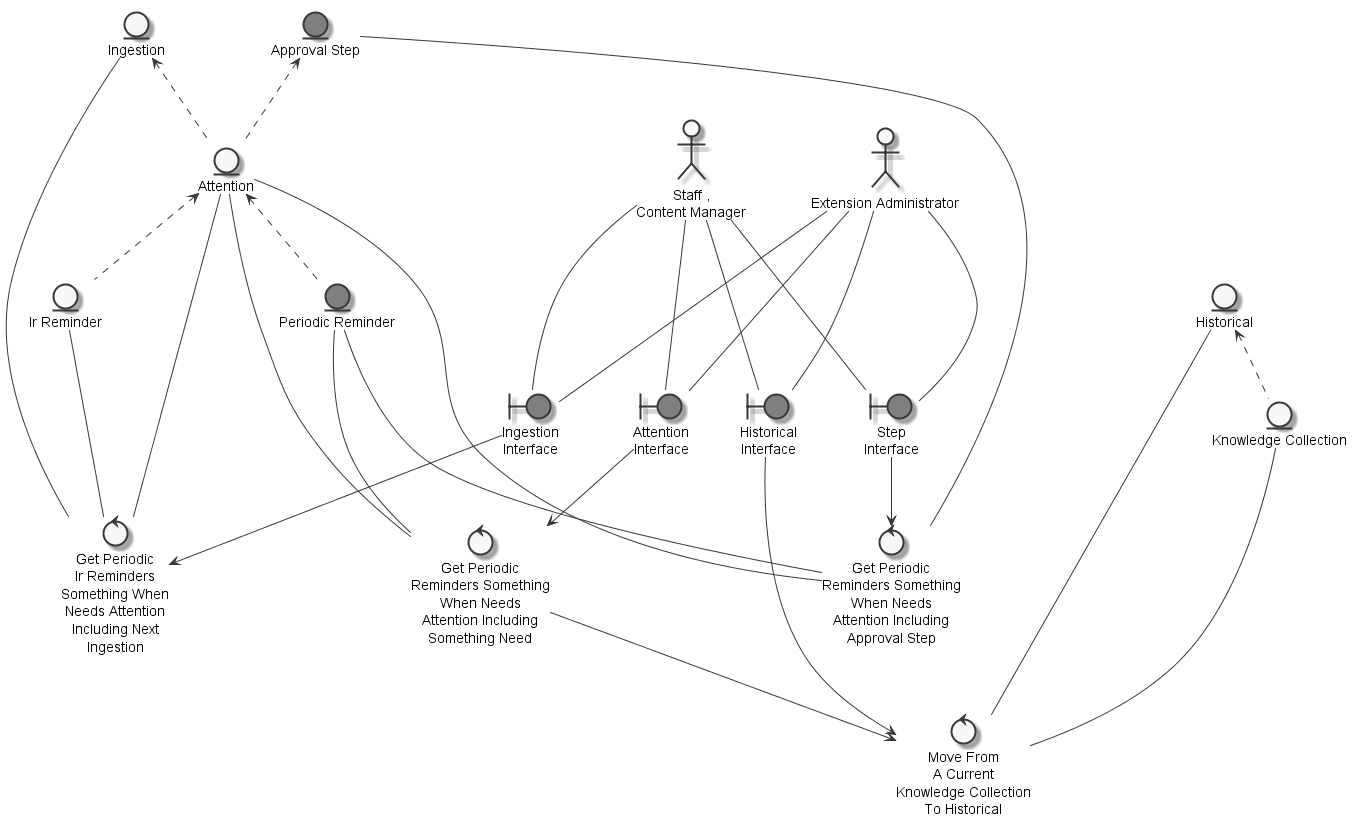 Ingestion
Approval Step
Attention
Staff ,
Content Manager
Extension Administrator
Ir Reminder
Periodic Reminder
Historical
Ingestion
Interface
Attention
Interface
Historical
Interface
Step
Interface
Knowledge Collection
Get Periodic
Ir Reminders
Something When
Needs Attention
Including Next
Ingestion
Get Periodic
Reminders Something
When Needs
Attention Including
Something Need
Get Periodic
Reminders Something
When Needs
Attention Including
Approval Step
Move From
A Current
Knowledge Collection
To Historical